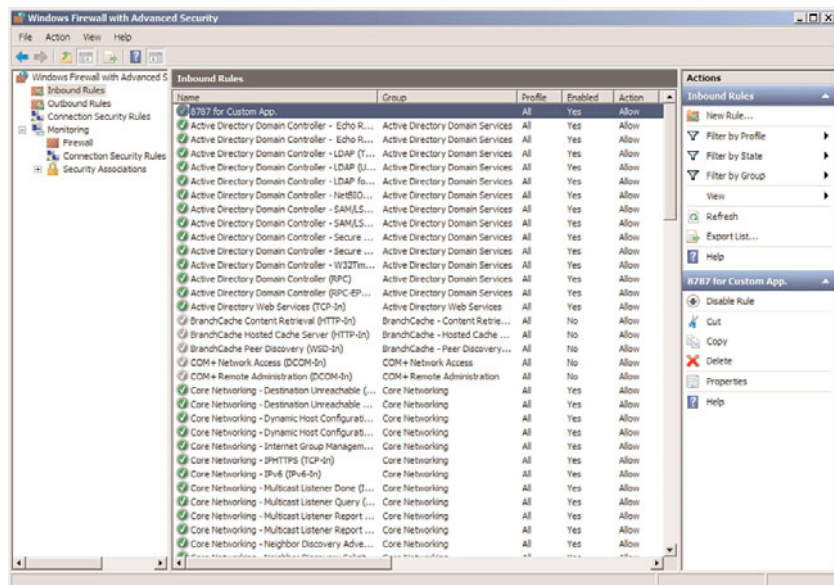 Windows Firewall with Advanced Security
File Action View Help
Windows Firewall with Advanced S
Inbound Rules
Outbound Rules
Connection Security Rules
Monitoring
Firewall
Connection Security Rules
Security Associations
Inbound Rules
Name Group Profile Enabled Action
8787 for Custom App. All Yes Allow
Active Directory Domain Controller - Echo R... Active Directory Domain Services All Yes Allow
Active Directory Domain Controller - Echo R... Active Directory Domain Services All Yes Allow
Active Directory Domain Controller - LDAP (T... Active Directory Domain Services All Yes Allow
Active Directory Domain Controller - LDAP (U... Active Directory Domain Services All Yes Allow
Active Directory Domain Controller - LDAP fo... Active Directory Domain Services All Yes Allow
Active Directory Domain Controller - NetBIO... Active Directory Domain Services All Yes Allow
Active Directory Domain Controller - SAM/LS... Active Directory Domain Services All Yes Allow
Active Directory Domain Controller - SAM/LS... Active Directory Domain Services All Yes Allow
Active Directory Domain Controller - Secure ... Active Directory Domain Services All Yes Allow
Active Directory Domain Controller - Secure ... Active Directory Domain Services All Yes Allow
Active Directory Domain Controller - W32Tim... Active Directory Domain Services All Yes Allow
Active Directory Domain Controller (RPC) Active Directory Domain Services All Yes Allow
Active Directory Domain Controller (RPC-EP... Active Directory Domain Services All Yes Allow
Active Directory Web Services (TCP-In) Active Directory Web Services All Yes Allow
BranchCache Content Retrieval (HTTP-In) BranchCache - Content Retrie... All No Allow
BranchCache Hosted Cache Server (HTTP-In) BranchCache - Hosted Cache ... All No Allow
BranchCache Peer Discovery (WSD-In) BranchCache - Peer Discovery... All No Allow
COM+ Network Access (DCOM-In) COM+ Network Access All No Allow
COM+ Remote Administration (DCOM-In) COM+ Remote Administration All No Allow
Core Networking - Destination Unreachable (... Core Networking All Yes Allow
Core Networking - Destination Unreachable ... Core Networking All Yes Allow
Core Networking - Dynamic Host Configurati... Core Networking All Yes Allow
Core Networking - Dynamic Host Configurati... Core Networking All Yes Allow
Core Networking - Internet Group Managem... Core Networking All Yes Allow
Core Networking - IPHTTPS (TCP-In) Core Networking All Yes Allow
Core Networking - IPv6 (IPv6-In) Core Networking All Yes Allow
Core Networking - Multicast Listener Done (I... Core Networking All Yes Allow
Core Networking - Multicast Listener Query (... Core Networking All Yes Allow
Core Networking - Multicast Listener Report ... Core Networking All Yes Allow
Core Networking - Multicast Listener Report ... Core Networking All Yes Allow
Core Networking - Neighbor Discovery Adve... Core Networking All Yes Allow
Actions
Inbound Rules
New Rule...
Filter by Profile
Filter by State
Filter by Group
View
Refresh
Export List...
Help
8787 for Custom App.
Disable Rule
Cut
Copy
Delete
Properties
Help